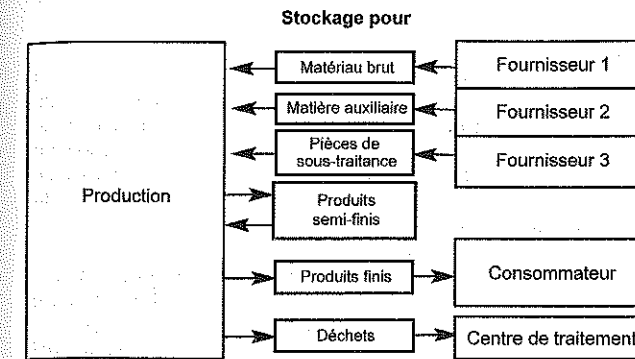 Stockage pour
Matériau brut
Fournisseur 1
Matière auxiliaire
Fournisseur 2
Pièces de
sous-traitance
Fournisseur 3
Production
Produits
semi-finis
Produits finis
Consommateur
Déchets
Centre de traitement